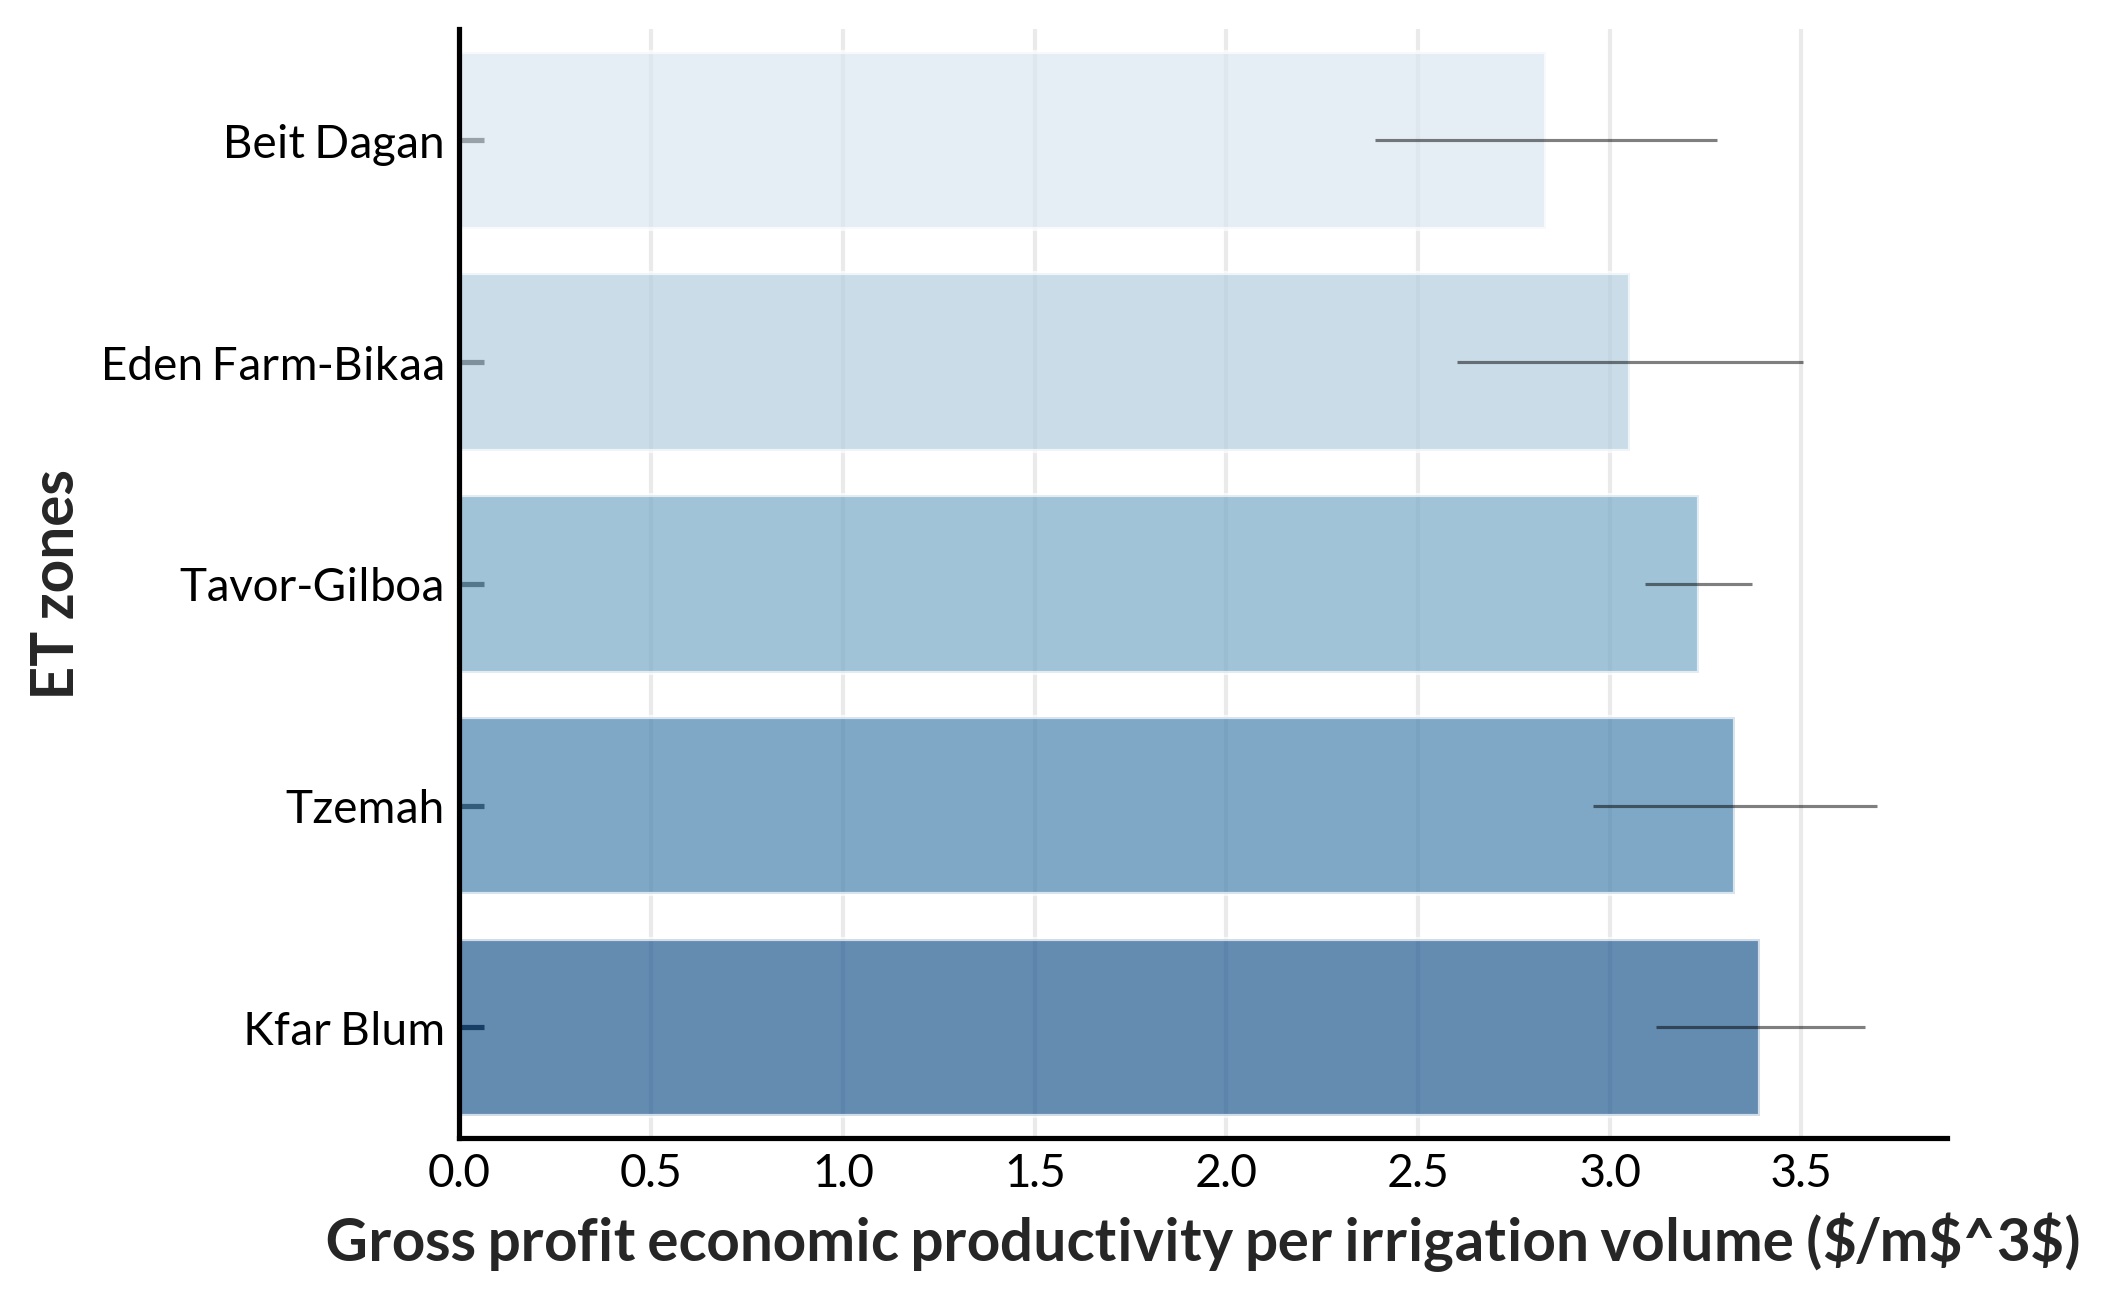 Beit Dagan
Eden Farm-Bikaa
Tavor-Gilboa
Tzemah
Kfar Blum
ET zones
0.0 0.5 1.0 1.5 2.0 2.5 3.0 3.5
Gross profit economic productivity per irrigation volume ($/m$^3$)